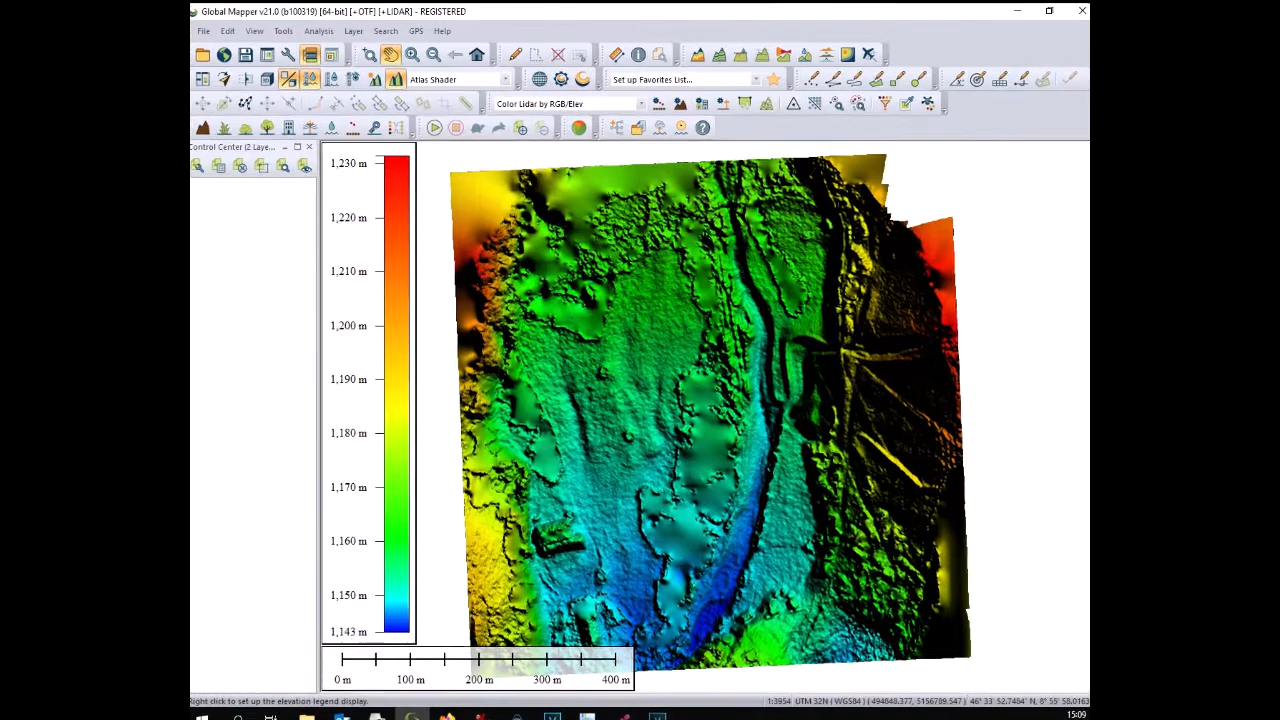 Global Mapper v21.0 (b100319) [64-bit] [+OTF] [+LIDAR] - REGISTERED
File Edit View Tools Analysis Layer Search GPS Help
Atlas Shader
Set up Favorites List...
Color Lidar by RGB/Elev
Control Center (2 Laye...
1,230 m
1,220 m
1,210 m
1,200 m
1,190 m
1,180 m
1,170 m
1,160 m
1,150 m
1,143 m
0 m 100 m 200 m 300 m 400 m
Right click to set up the elevation legend display.
1:3954 UTM 32N (WGS84) ( 494848.377, 5156789.547 ) 46° 33' 52.7484" N, 8° 55' 58.0163
15:09